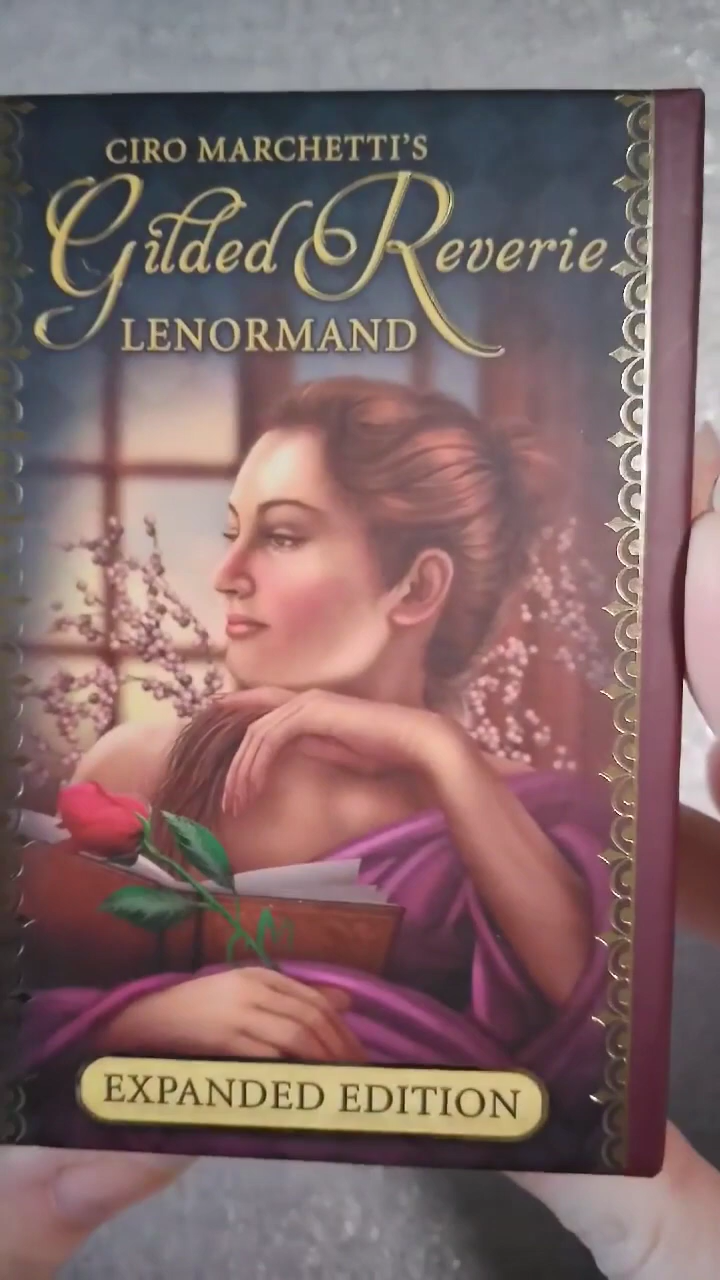 CIRO MARCHETTI'S
Gilded Reverie
LENORMAND
EXPANDED EDITION